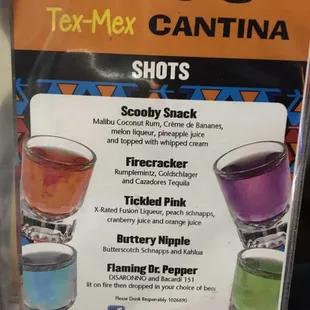 Tex-Mex CANTINA
SHOTS
Scooby Snack
Malibu Coconut Rum, Crème de Bananes,
melon liqueur, pineapple juice
and topped with whipped cream
Firecracker
Rumplemintz, Goldschlager
and Cazadores Tequila
Tickled Pink
X-Rated Fusion Liqueur, peach schnapps,
cranberry juice and orange juice
Buttery Nipple
Butterscotch Schnapps and Kahlua
Flaming Dr. Pepper
DISARONNO and Bacardi 151
lit on fire then dropped in your choice of beer
Please Drink Responsibly 1026690